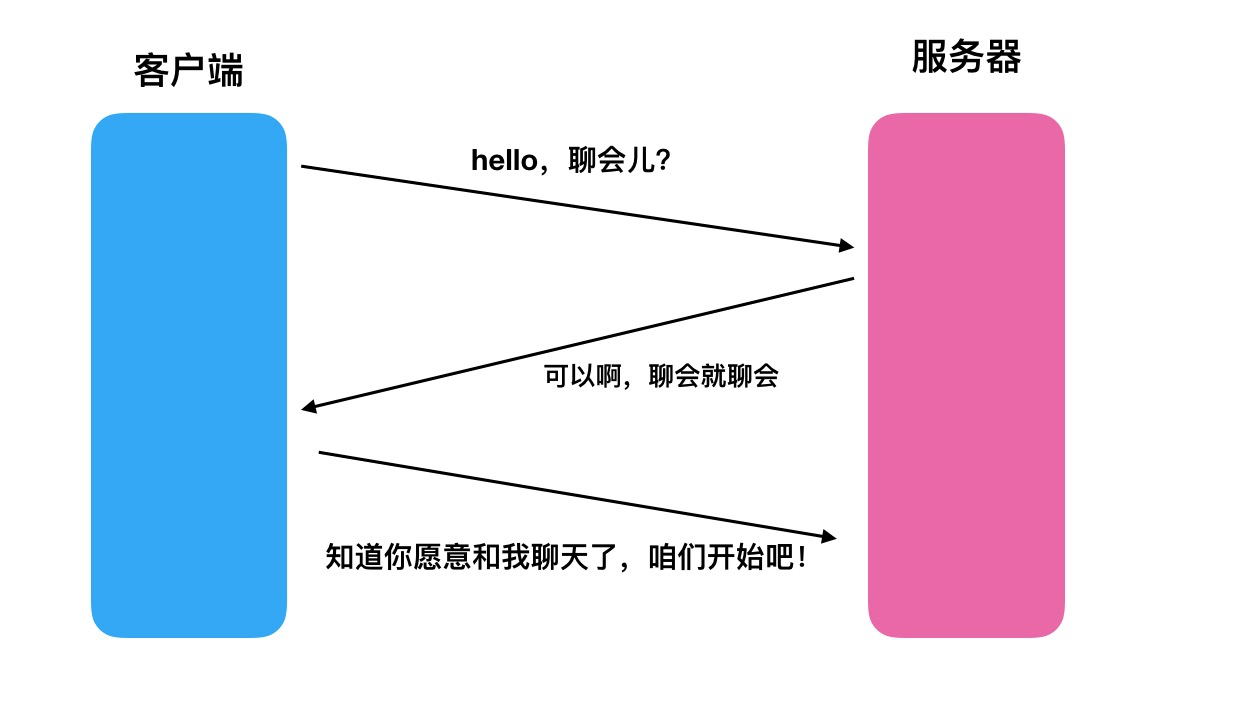 客户端
服务器
hello，聊会儿？
可以啊，聊会就聊会
知道你愿意和我聊天了，咱们开始吧！